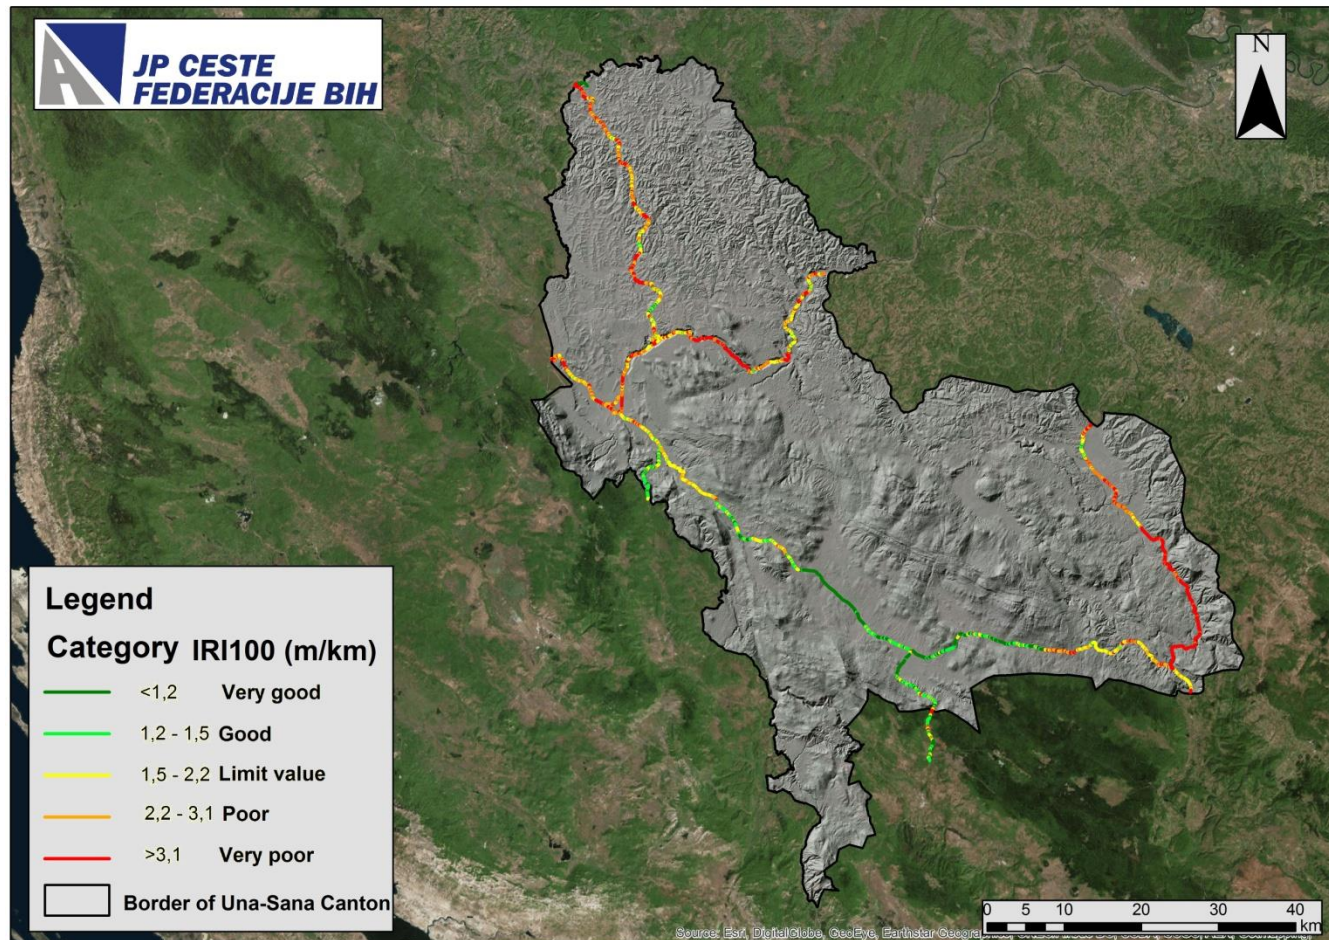 JP CESTE
FEDERACIJE BIH
N
Legend
Category IRI100 (m/km)
<1,2 Very good
1,2 - 1,5 Good
1,5 - 2,2 Limit value
2,2 - 3,1 Poor
>3,1 Very poor
Border of Una-Sana Canton
0 5 10 20 30 40
km
Source: Esri, DigitalGlobe, GeoEye, Earthstar